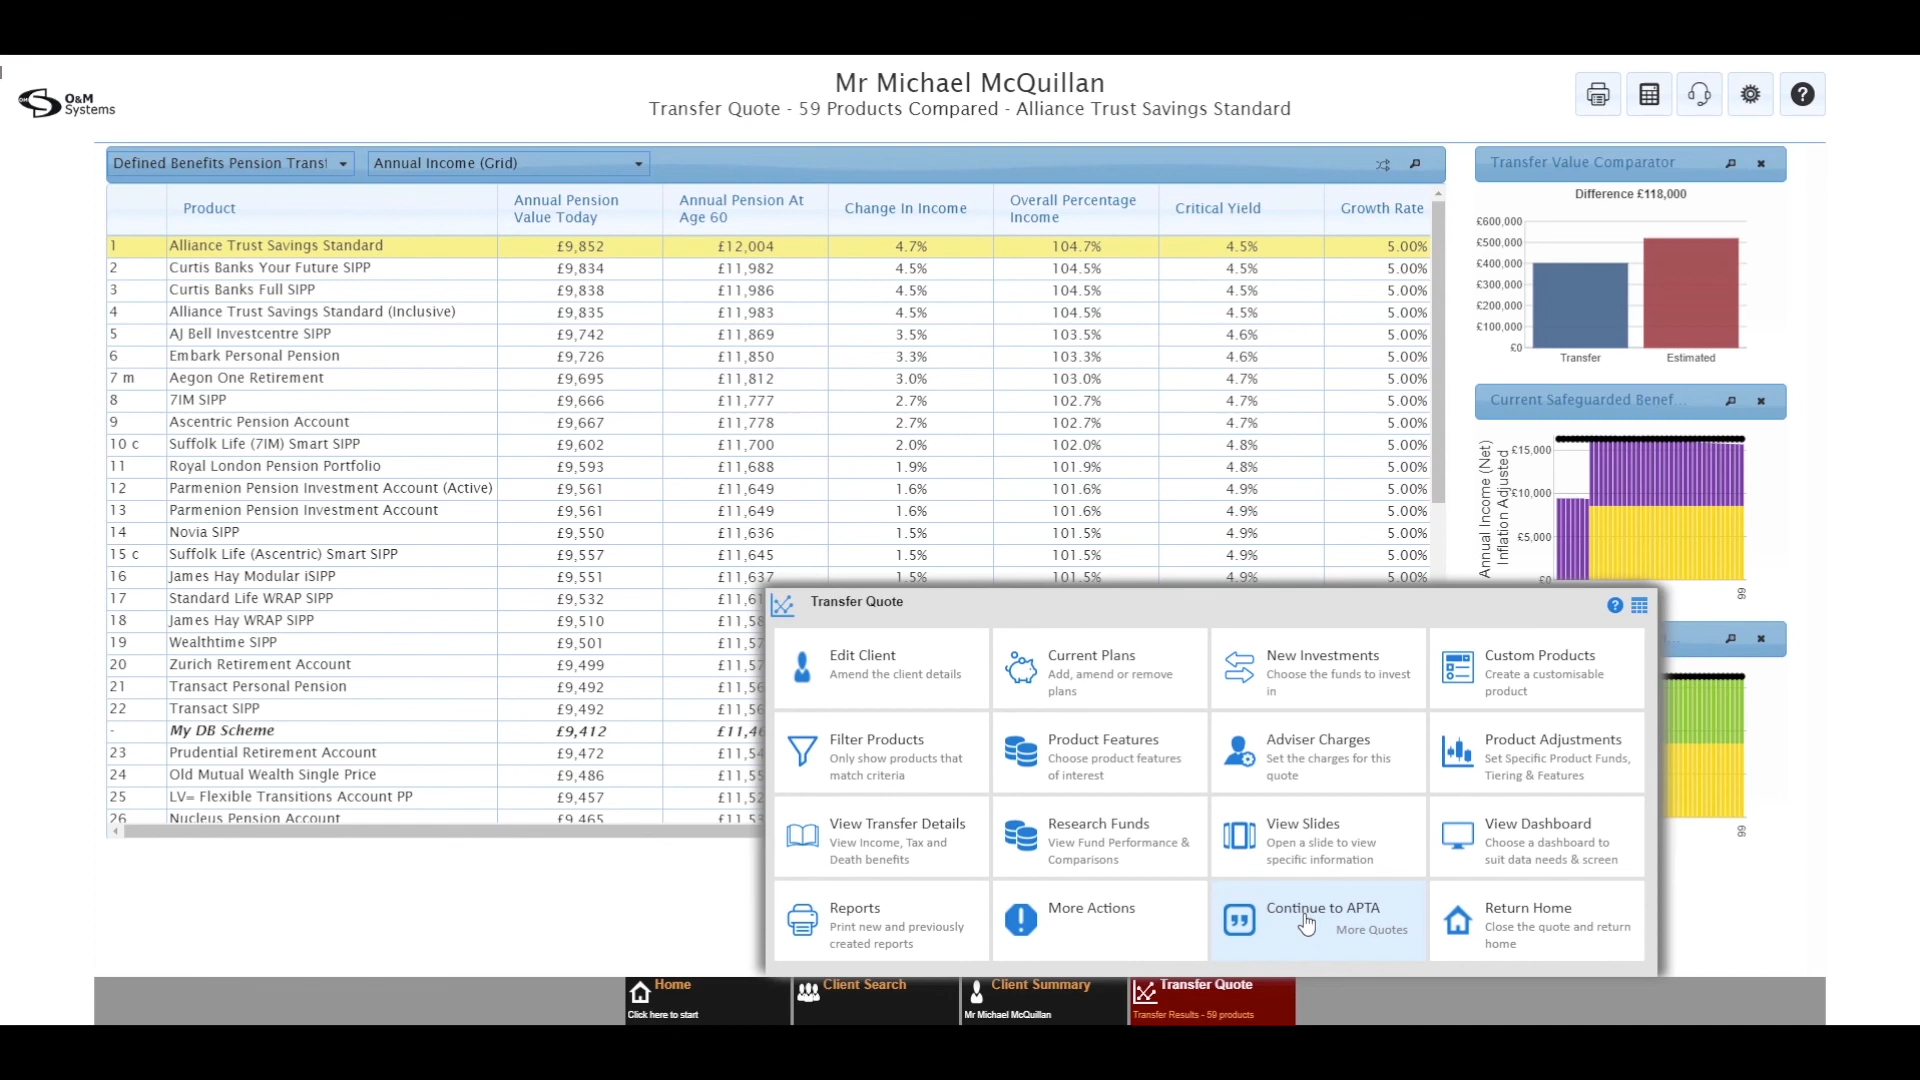 Mr Michael McQuillan
O&M
Systems
Transfer Quote - 59 Products Compared - Alliance Trust Savings Standard
Annual Income (Grid)
Product
Annual Pension Value Today
Annual Pension At Age 60
Change In Income
Overall Percentage Income
Critical Yield
Growth Rate
1 Alliance Trust Savings Standard £9,852 £12,004 4.7% 104.7% 4.5% 5.00%
2 Curtis Banks Your Future SIPP £9,834 £11,982 4.5% 104.5% 4.5% 5.00%
3 Curtis Banks Full SIPP £9,838 £11,986 4.5% 104.5% 4.5% 5.00%
4 Alliance Trust Savings Standard (Inclusive) £9,835 £11,983 4.5% 104.5% 4.5% 5.00%
5 AJ Bell Investcentre SIPP £9,742 £11,869 3.5% 103.5% 4.6% 5.00%
6 Embark Personal Pension £9,726 £11,850 3.3% 103.3% 4.6% 5.00%
7 m Aegon One Retirement £9,695 £11,812 3.0% 103.0% 4.7% 5.00%
8 7IM SIPP £9,666 £11,777 2.7% 102.7% 4.7% 5.00%
9 Ascentric Pension Account £9,667 £11,778 2.7% 102.7% 4.7% 5.00%
10 c Suffolk Life (7IM) Smart SIPP £9,602 £11,700 2.0% 102.0% 4.8% 5.00%
11 Royal London Pension Portfolio £9,593 £11,688 1.9% 101.9% 4.8% 5.00%
12 Parmenion Pension Investment Account (Active) £9,561 £11,649 1.6% 101.6% 4.9% 5.00%
13 Parmenion Pension Investment Account £9,561 £11,649 1.6% 101.6% 4.9% 5.00%
14 Novia SIPP £9,550 £11,636 1.5% 101.5% 4.9% 5.00%
15 c Suffolk Life (Ascentric) Smart SIPP £9,557 £11,645 1.5% 101.5% 4.9% 5.00%
16 James Hay Modular iSIPP £9,551 £11,637 1.5% 101.5% 4.9% 5.00%
17 Standard Life WRAP SIPP £9,532
18 James Hay WRAP SIPP £9,510
19 Wealthtime SIPP £9,501
20 Zurich Retirement Account £9,499
21 Transact Personal Pension £9,492
22 Transact SIPP £9,492
- My DB Scheme £9,412
23 Prudential Retirement Account £9,472
24 Old Mutual Wealth Single Price £9,486
25 LV= Flexible Transitions Account PP £9,457
26 Nucleus Pension Account £9,465
Transfer Value Comparator
Difference £118,000
£600,000
£500,000
£400,000
£300,000
£200,000
£100,000
£0
Transfer Estimated
Current Safeguarded Benef...
Annual Income (Net)
Inflation Adjusted
£15,000
£10,000
£5,000
£0
99
99
Transfer Quote
Edit Client
Amend the client details
Current Plans
Add, amend or remove
plans
New Investments
Choose the funds to invest
in
Custom Products
Create a customisable
product
Filter Products
Only show products that
match criteria
Product Features
Choose product features
of interest
Adviser Charges
Set the charges for this
quote
Product Adjustments
Set Specific Product Funds,
Tiering & Features
View Transfer Details
View Income, Tax and
Death benefits
Research Funds
View Fund Performance &
Comparisons
View Slides
Open a slide to view
specific information
View Dashboard
Choose a dashboard to
suit data needs & screen
Reports
Print new and previously
created reports
More Actions
Continue to APTA
More Quotes
Return Home
Close the quote and return
home
Home
Click here to start
Client Search
Client Summary
Mr Michael McQuillan
Transfer Quote
Transfer Results - 59 products